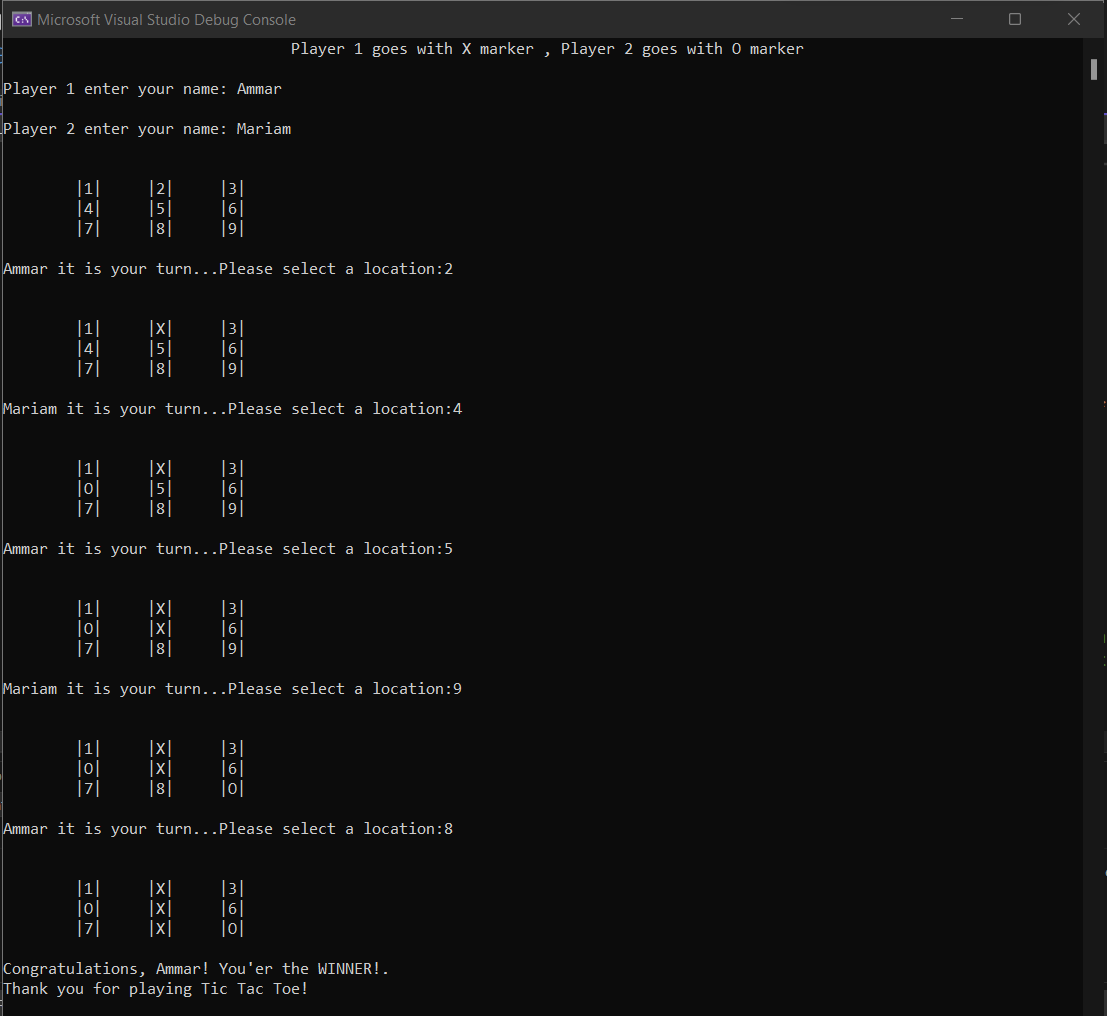 Microsoft Visual Studio Debug Console
Player 1 goes with X marker , Player 2 goes with O marker
Player 1 enter your name: Ammar
Player 2 enter your name: Mariam
|1| |2| |3|
|4| |5| |6|
|7| |8| |9|
Ammar it is your turn...Please select a location:2
|1| |X| |3|
|4| |5| |6|
|7| |8| |9|
Mariam it is your turn...Please select a location:4
|1| |X| |3|
|O| |5| |6|
|7| |8| |9|
Ammar it is your turn...Please select a location:5
|1| |X| |3|
|O| |X| |6|
|7| |8| |9|
Mariam it is your turn...Please select a location:9
|1| |X| |3|
|O| |X| |6|
|7| |8| |O|
Ammar it is your turn...Please select a location:8
|1| |X| |3|
|O| |X| |6|
|7| |X| |O|
Congratulations, Ammar! You'er the WINNER!.
Thank you for playing Tic Tac Toe!